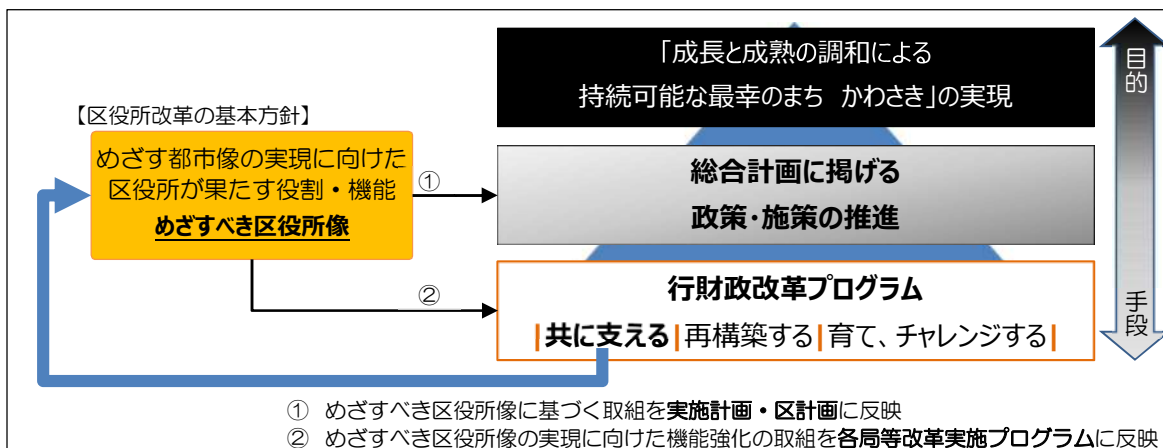 「成長と成熟の調和による
持続可能な最幸のまち　かわさき」の実現
目的
【区役所改革の基本方針】
めざす都市像の実現に向けた
区役所が果たす役割・機能
めざすべき区役所像
①
総合計画に掲げる
政策・施策の推進
②
行財政改革プログラム
|共に支える|再構築する|育て、チャレンジする|
手段
①　めざすべき区役所像に基づく取組を実施計画・区計画に反映
②　めざすべき区役所像の実現に向けた機能強化の取組を各局等改革実施プログラムに反映